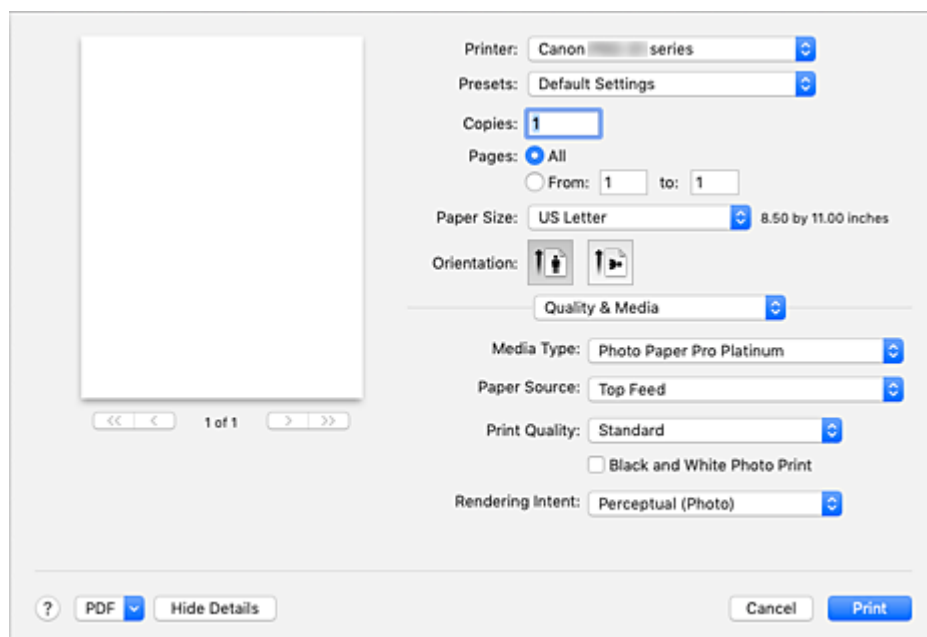 Printer: Canon series
Presets: Default Settings
Copies: 1
Pages: All
From: 1 to: 1
Paper Size: US Letter 8.50 by 11.00 inches
Orientation:
Quality & Media
Media Type: Photo Paper Pro Platinum
Paper Source: Top Feed
<< < 1 of 1 > >>
Print Quality: Standard
Black and White Photo Print
Rendering Intent: Perceptual (Photo)
? PDF Hide Details Cancel Print